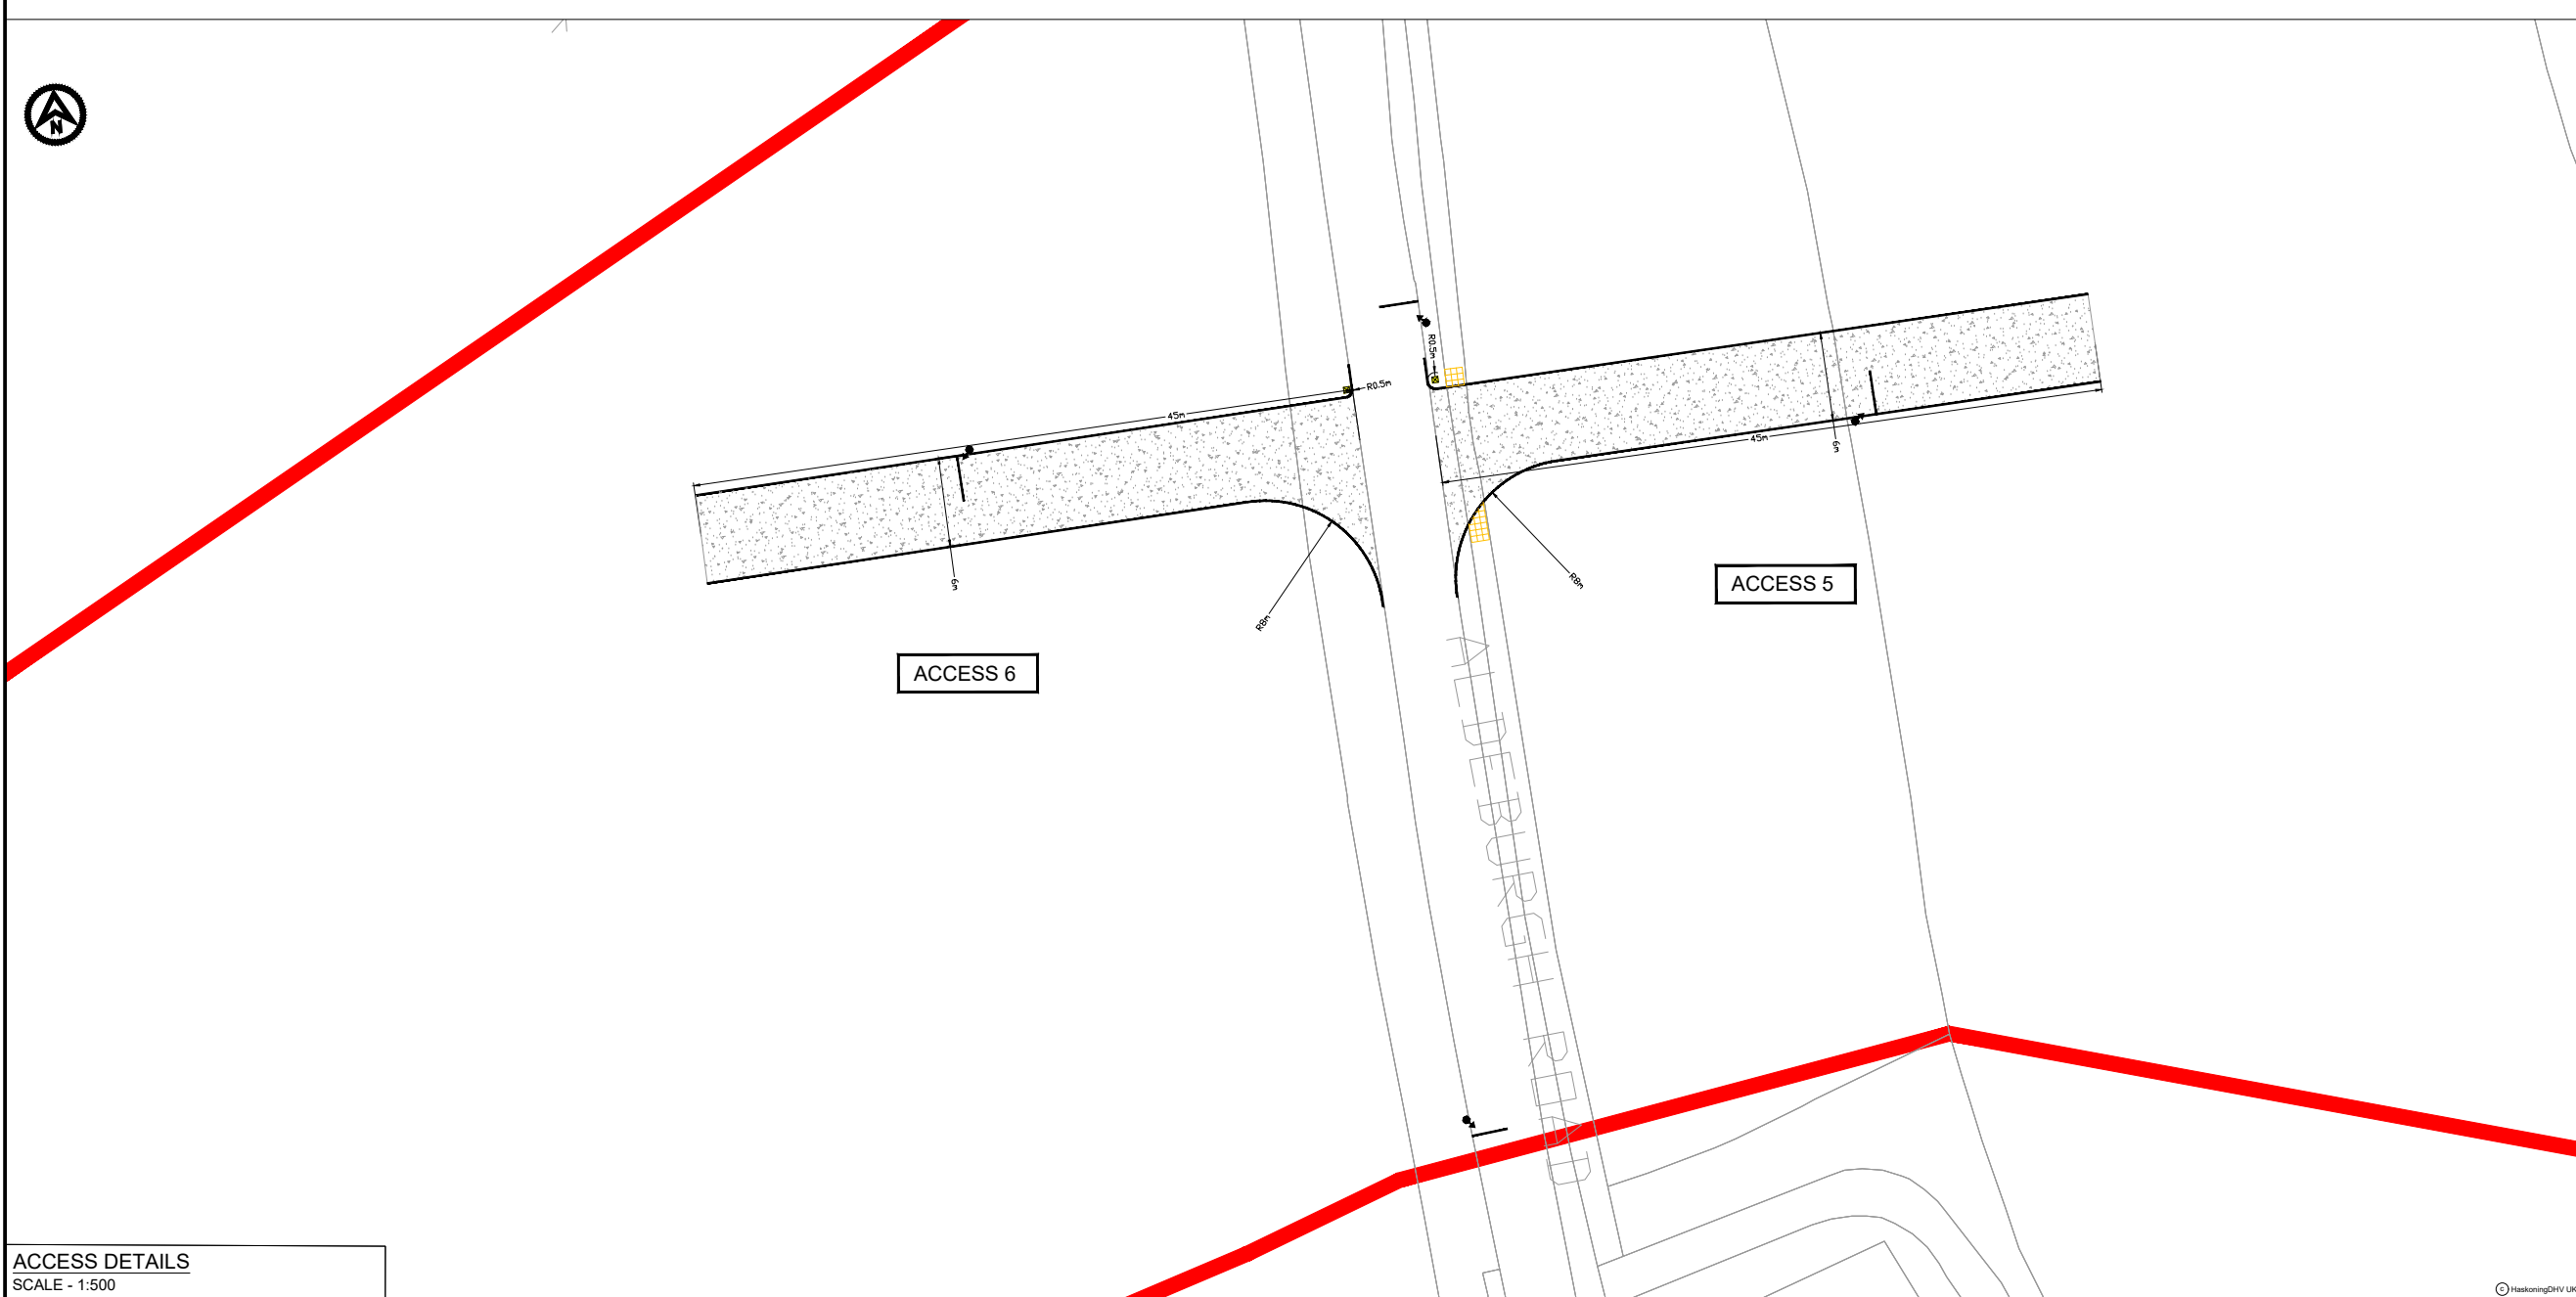 N
R0.5m
R0.5m
45m
45m
6m
6m
R8m
R8m
ACCESS 5
ACCESS 6
ALDEBURGH ROAD
ACCESS DETAILS
SCALE - 1:500
© HaskoningDHV UK